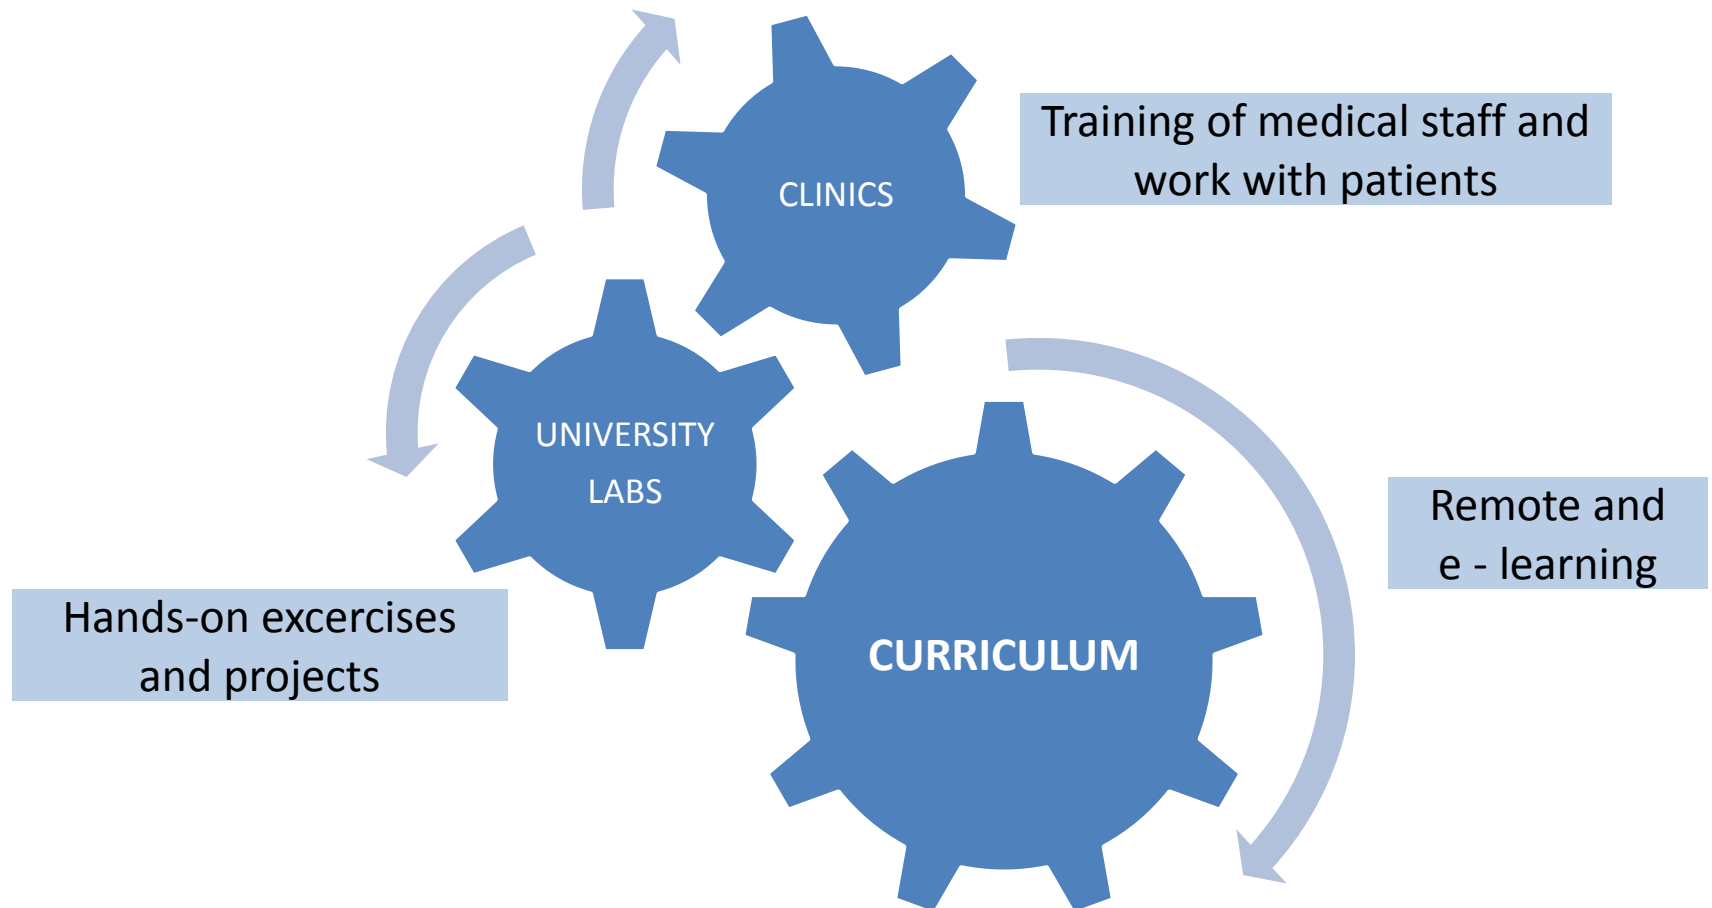 CLINICS
Training of medical staff and
work with patients
UNIVERSITY
LABS
Hands-on excercises
and projects
CURRICULUM
Remote and
e - learning